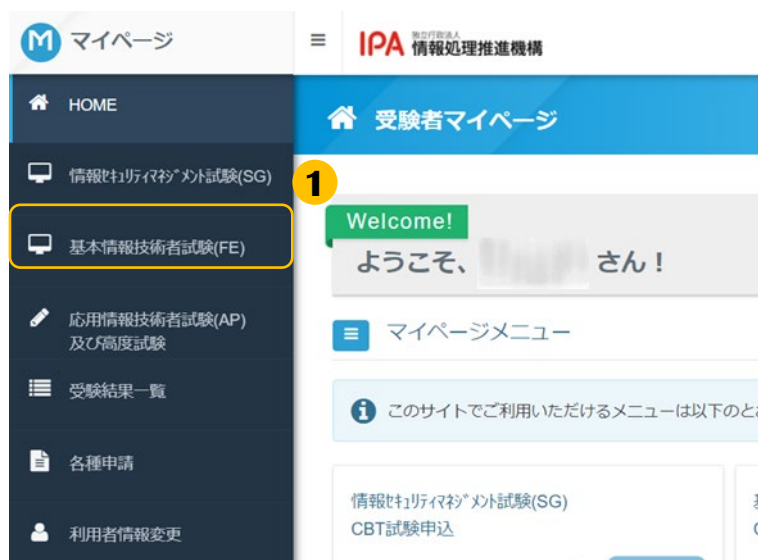 M マイページ
≡ IPA 独立行政法人
情報処理推進機構
HOME
受験者マイページ
情報ｾｷｭﾘﾃｨﾏﾈｼﾞﾒﾝﾄ試験(SG)
1
基本情報技術者試験(FE)
Welcome!
ようこそ、
さん！
応用情報技術者試験(AP)
及び高度試験
マイページメニュー
受験結果一覧
このサイトでご利用いただけるメニューは以下のと
各種申請
情報ｾｷｭﾘﾃｨﾏﾈｼﾞﾒﾝﾄ試験(SG)
CBT試験申込
利用者情報変更